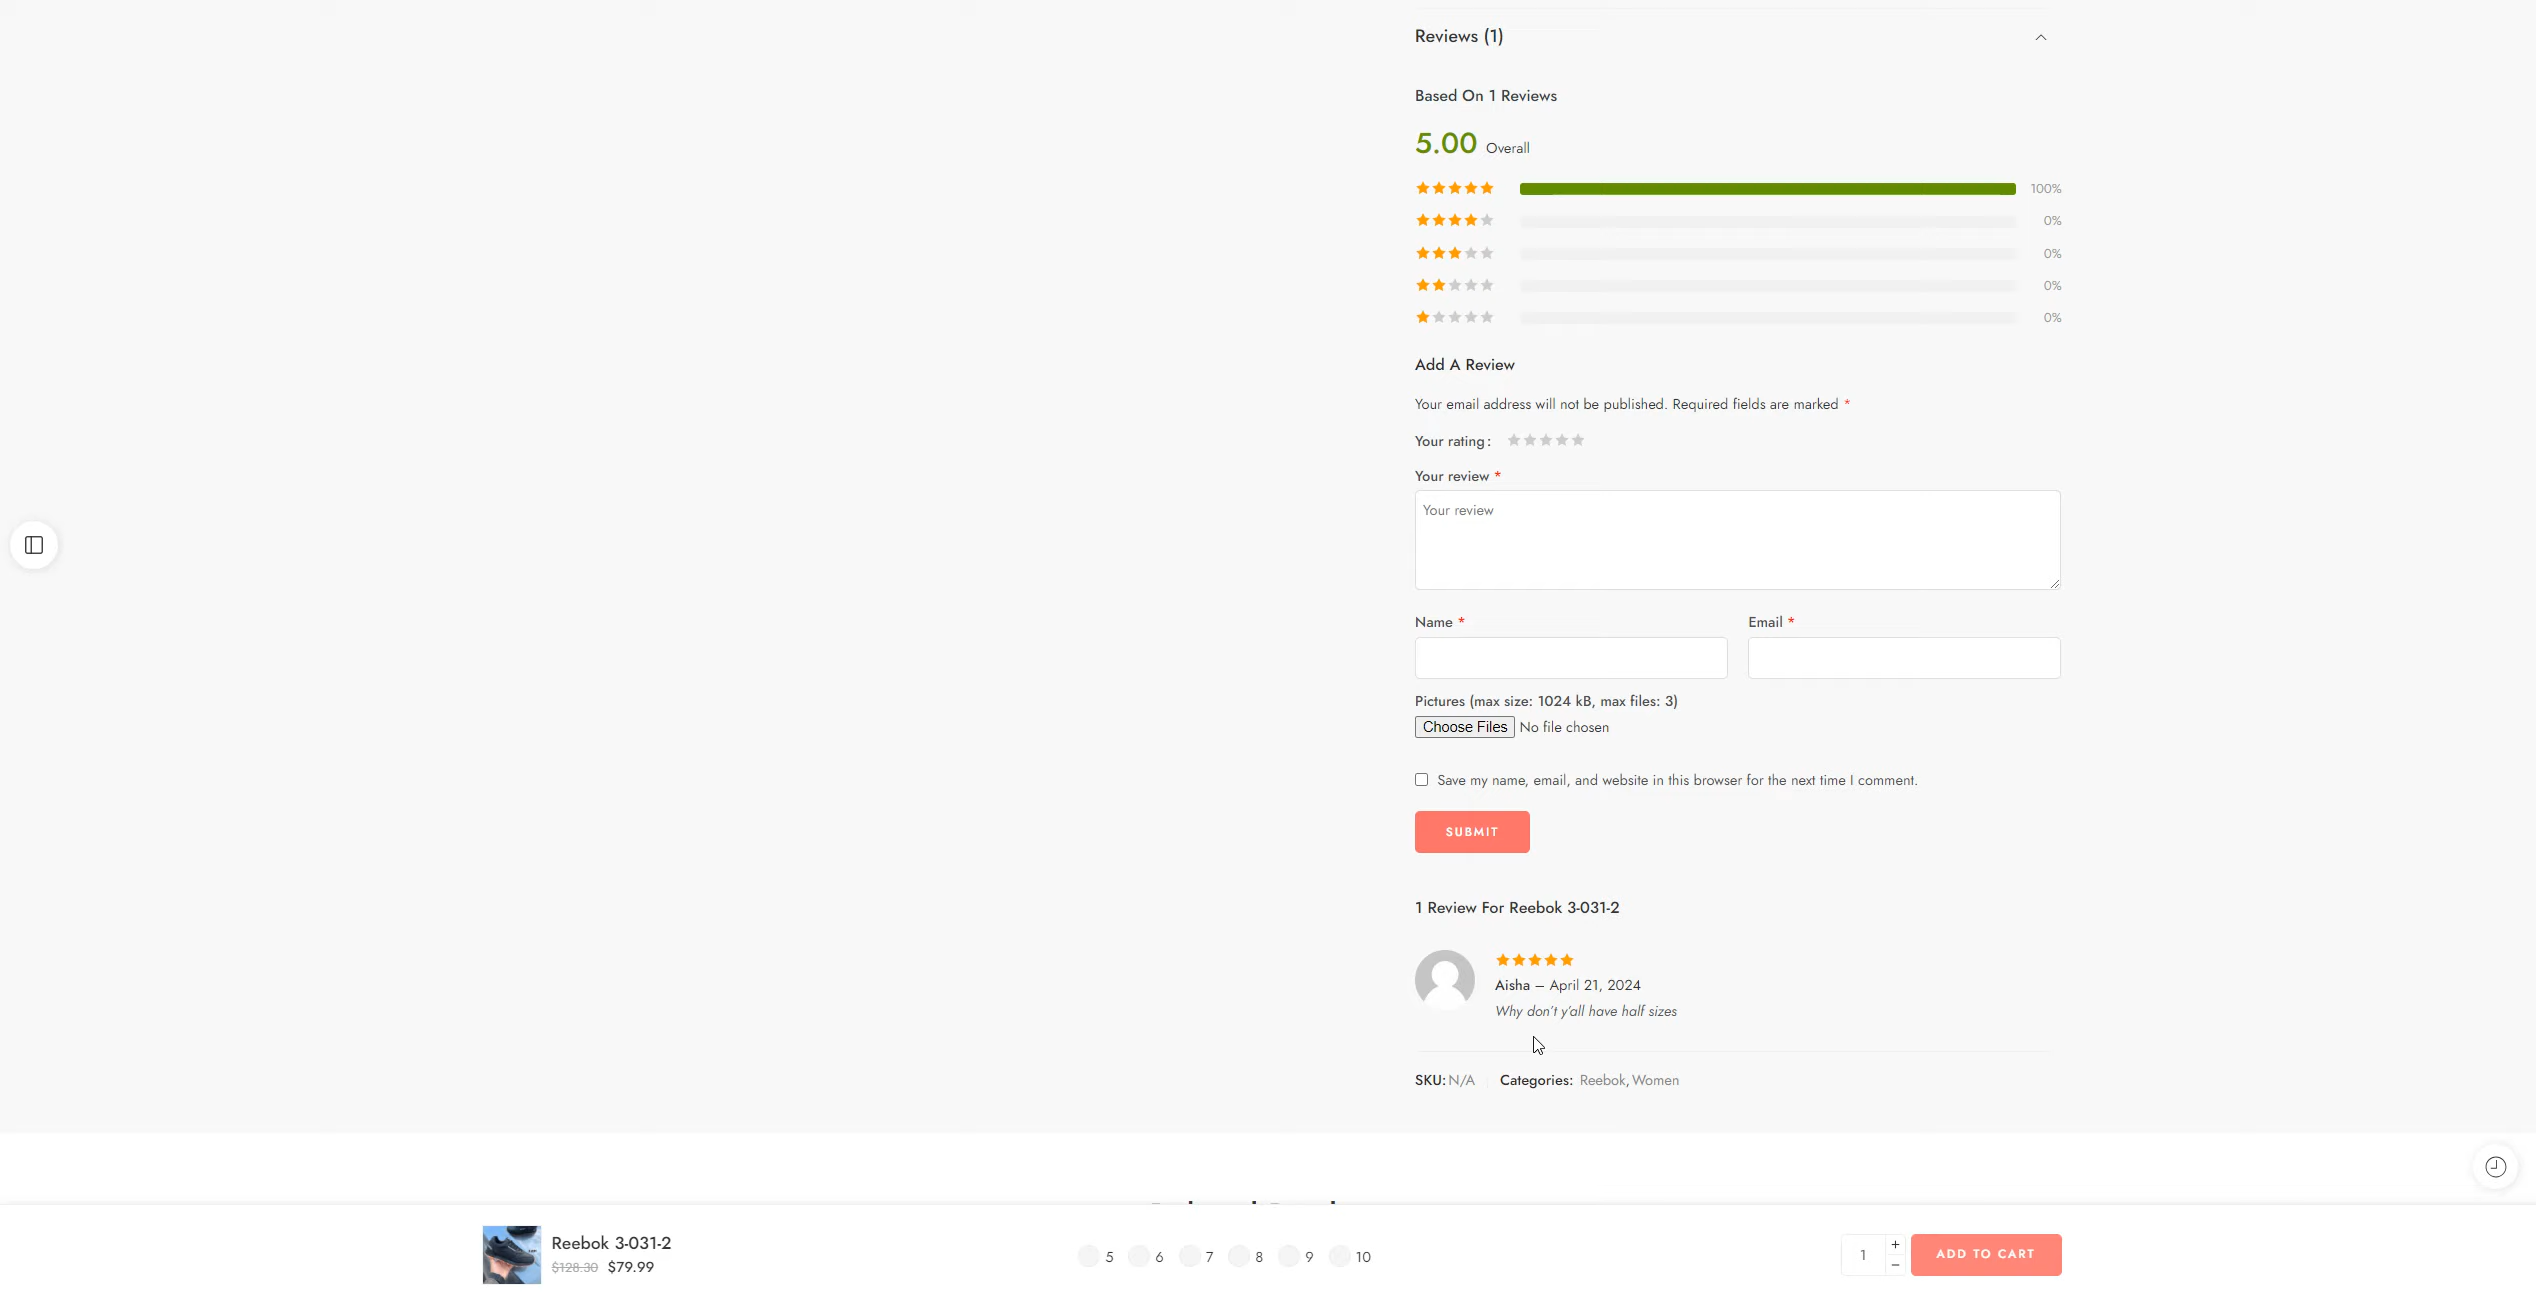 Reviews (1)
Based On 1 Reviews
5.00 Overall
100%
0%
0%
0%
0%
Add A Review
Your email address will not be published. Required fields are marked *
Your rating :
Your review *
Your review
Name *
Email *
Pictures (max size: 1024 kB, max files: 3)
Choose Files No file chosen
Save my name, email, and website in this browser for the next time I comment.
SUBMIT
1 Review For Reebok 3-031-2
Aisha – April 21, 2024
Why don't y'all have half sizes
SKU: N/A Categories: Reebok, Women
Reebok 3-031-2
$128.30 $79.99
5 6 7 8 9 10
1 + −
ADD TO CART